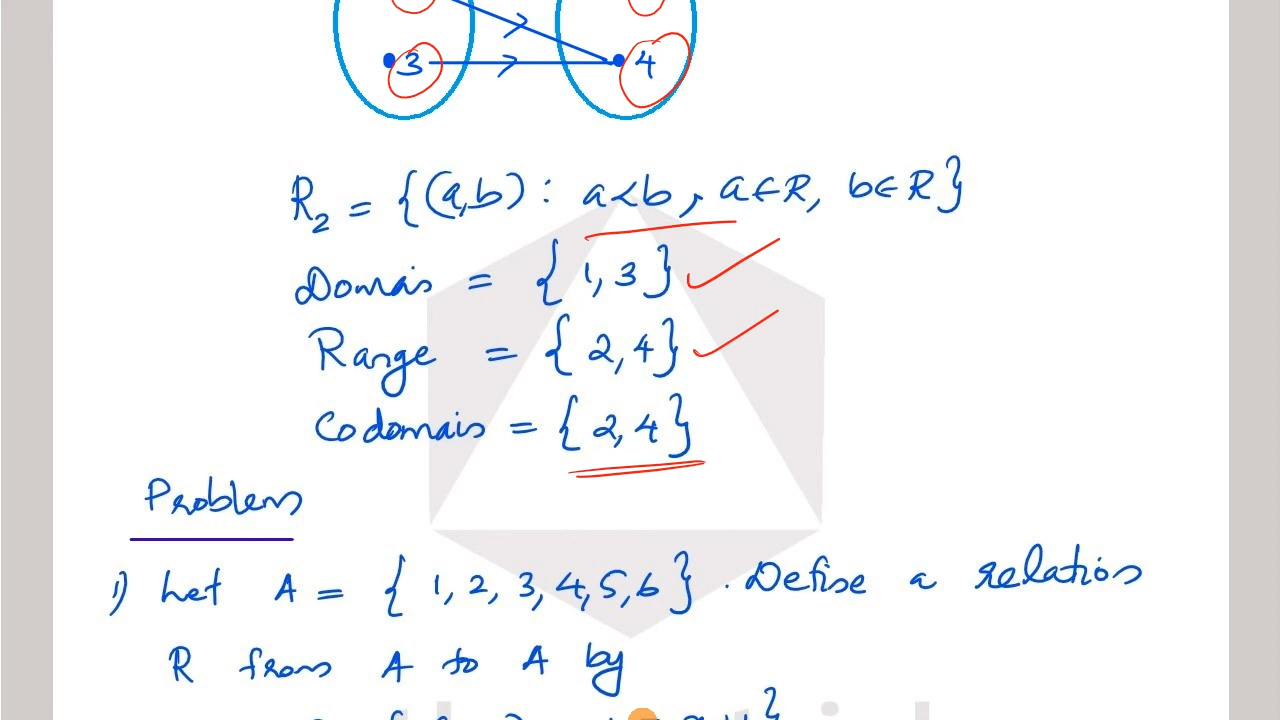 3 4
R₂ = {(a,b) : a<b, a∈R, b∈R}
Domain = {1, 3}
Range = {2, 4}
Codomain = {2, 4}
Problem
1) Let A = {1, 2, 3, 4, 5, 6}. Define a relation
R from A to A by